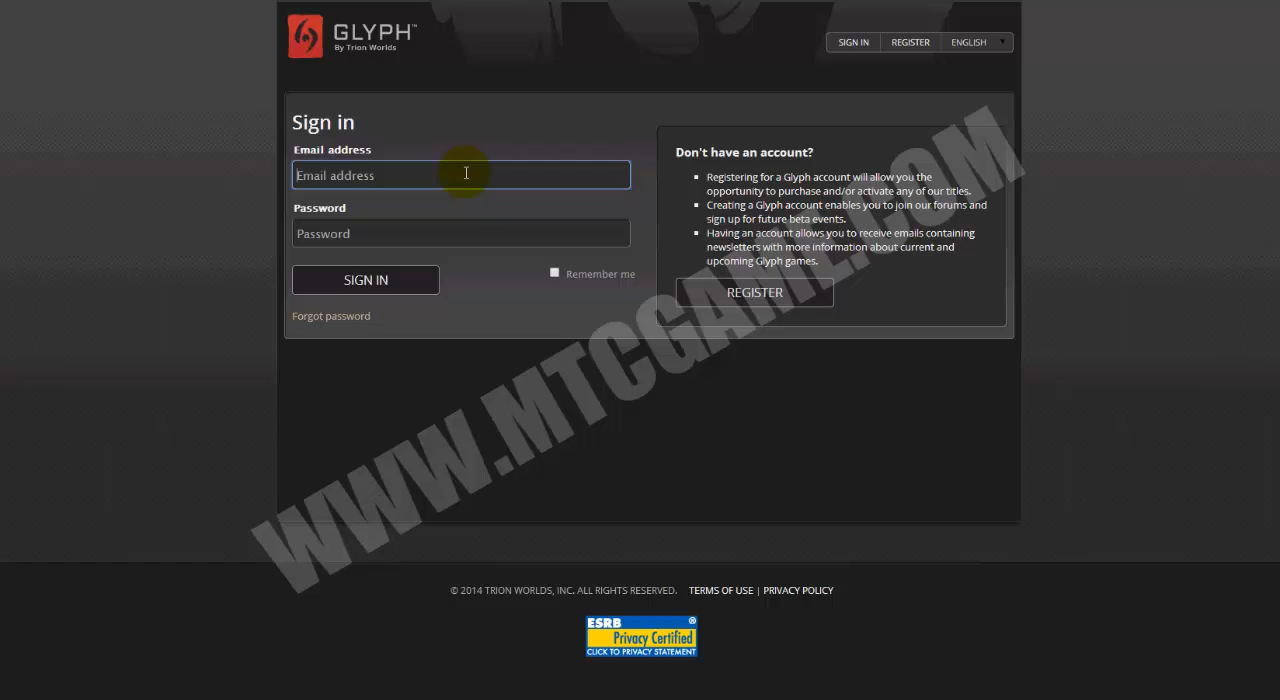 GLYPH™
By Trion Worlds
SIGN IN
REGISTER
ENGLISH
Sign in
Email address
Email address
Password
Password
SIGN IN
Remember me
Forgot password
Don't have an account?
Registering for a Glyph account will allow you the
opportunity to purchase and/or activate any of our titles.
Creating a Glyph account enables you to join our forums and
sign up for future beta events.
Having an account allows you to receive emails containing
newsletters with more information about current and
upcoming Glyph games.
REGISTER
WWW.MTCGAME.COM
© 2014 TRION WORLDS, INC. ALL RIGHTS RESERVED. TERMS OF USE | PRIVACY POLICY
ESRB ®
Privacy Certified
CLICK TO PRIVACY STATEMENT